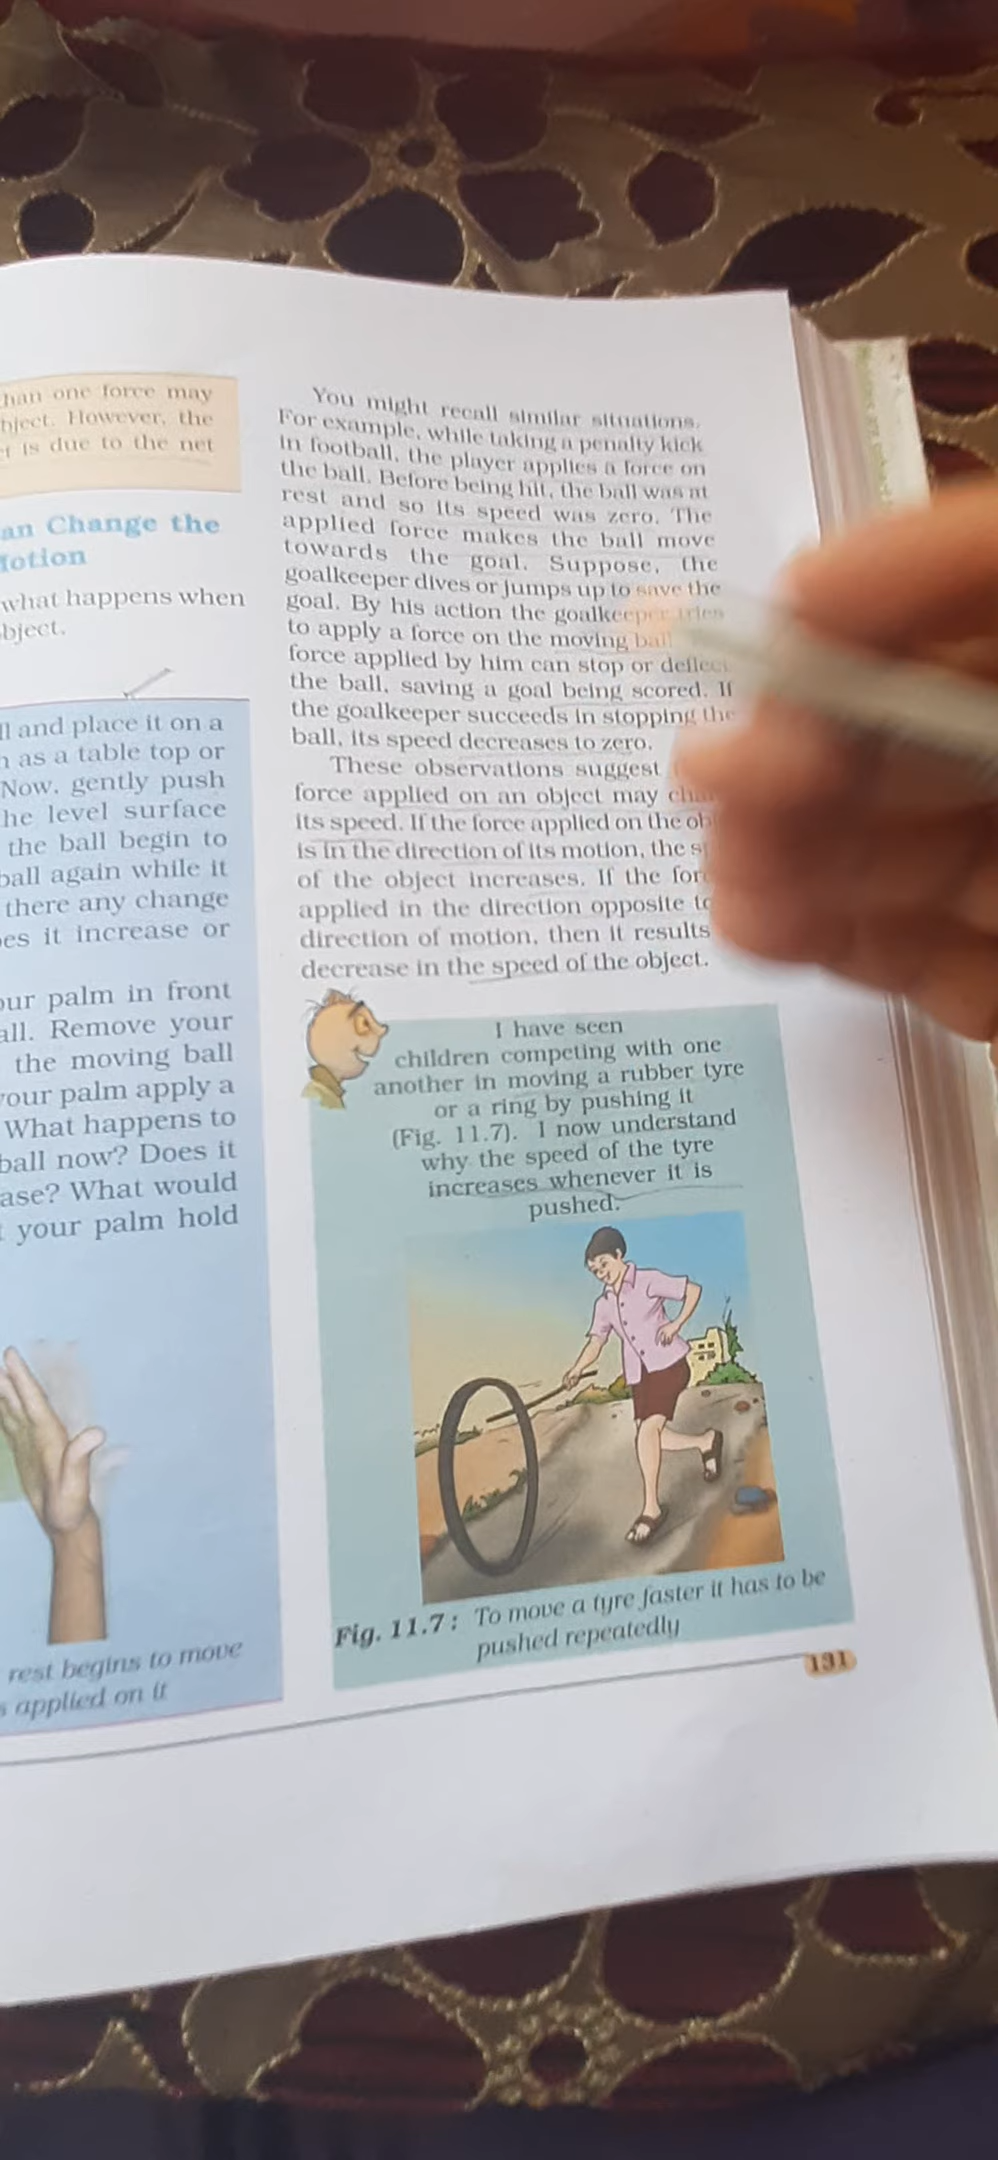 han one force may
bject. However, the
t is due to the net
an Change the
otion
what happens when
bject.
ll and place it on a
as a table top or
Now, gently push
he level surface
the ball begin to
ball again while it
there any change
es it increase or
our palm in front
all. Remove your
the moving ball
your palm apply a
What happens to
ball now? Does it
ase? What would
your palm hold
rest begins to move
s applied on it
You might recall similar situations.
For example, while taking a penalty kick
in football, the player applies a force on
the ball. Before being hit, the ball was at
rest and so its speed was zero. The
applied force makes the ball move
towards the goal. Suppose, the
goalkeeper dives or jumps up to save the
goal. By his action the goalkeeper tries
to apply a force on the moving ball
force applied by him can stop or deflect
the ball, saving a goal being scored. If
the goalkeeper succeeds in stopping the
ball, its speed decreases to zero.
These observations suggest
force applied on an object may cha
its speed. If the force applied on the ob
is in the direction of its motion, the s
of the object increases. If the for
applied in the direction opposite to
direction of motion, then it results
decrease in the speed of the object.
I have seen
children competing with one
another in moving a rubber tyre
or a ring by pushing it
(Fig. 11.7). I now understand
why the speed of the tyre
increases whenever it is
pushed.
Fig. 11.7 : To move a tyre faster it has to be
pushed repeatedly
131